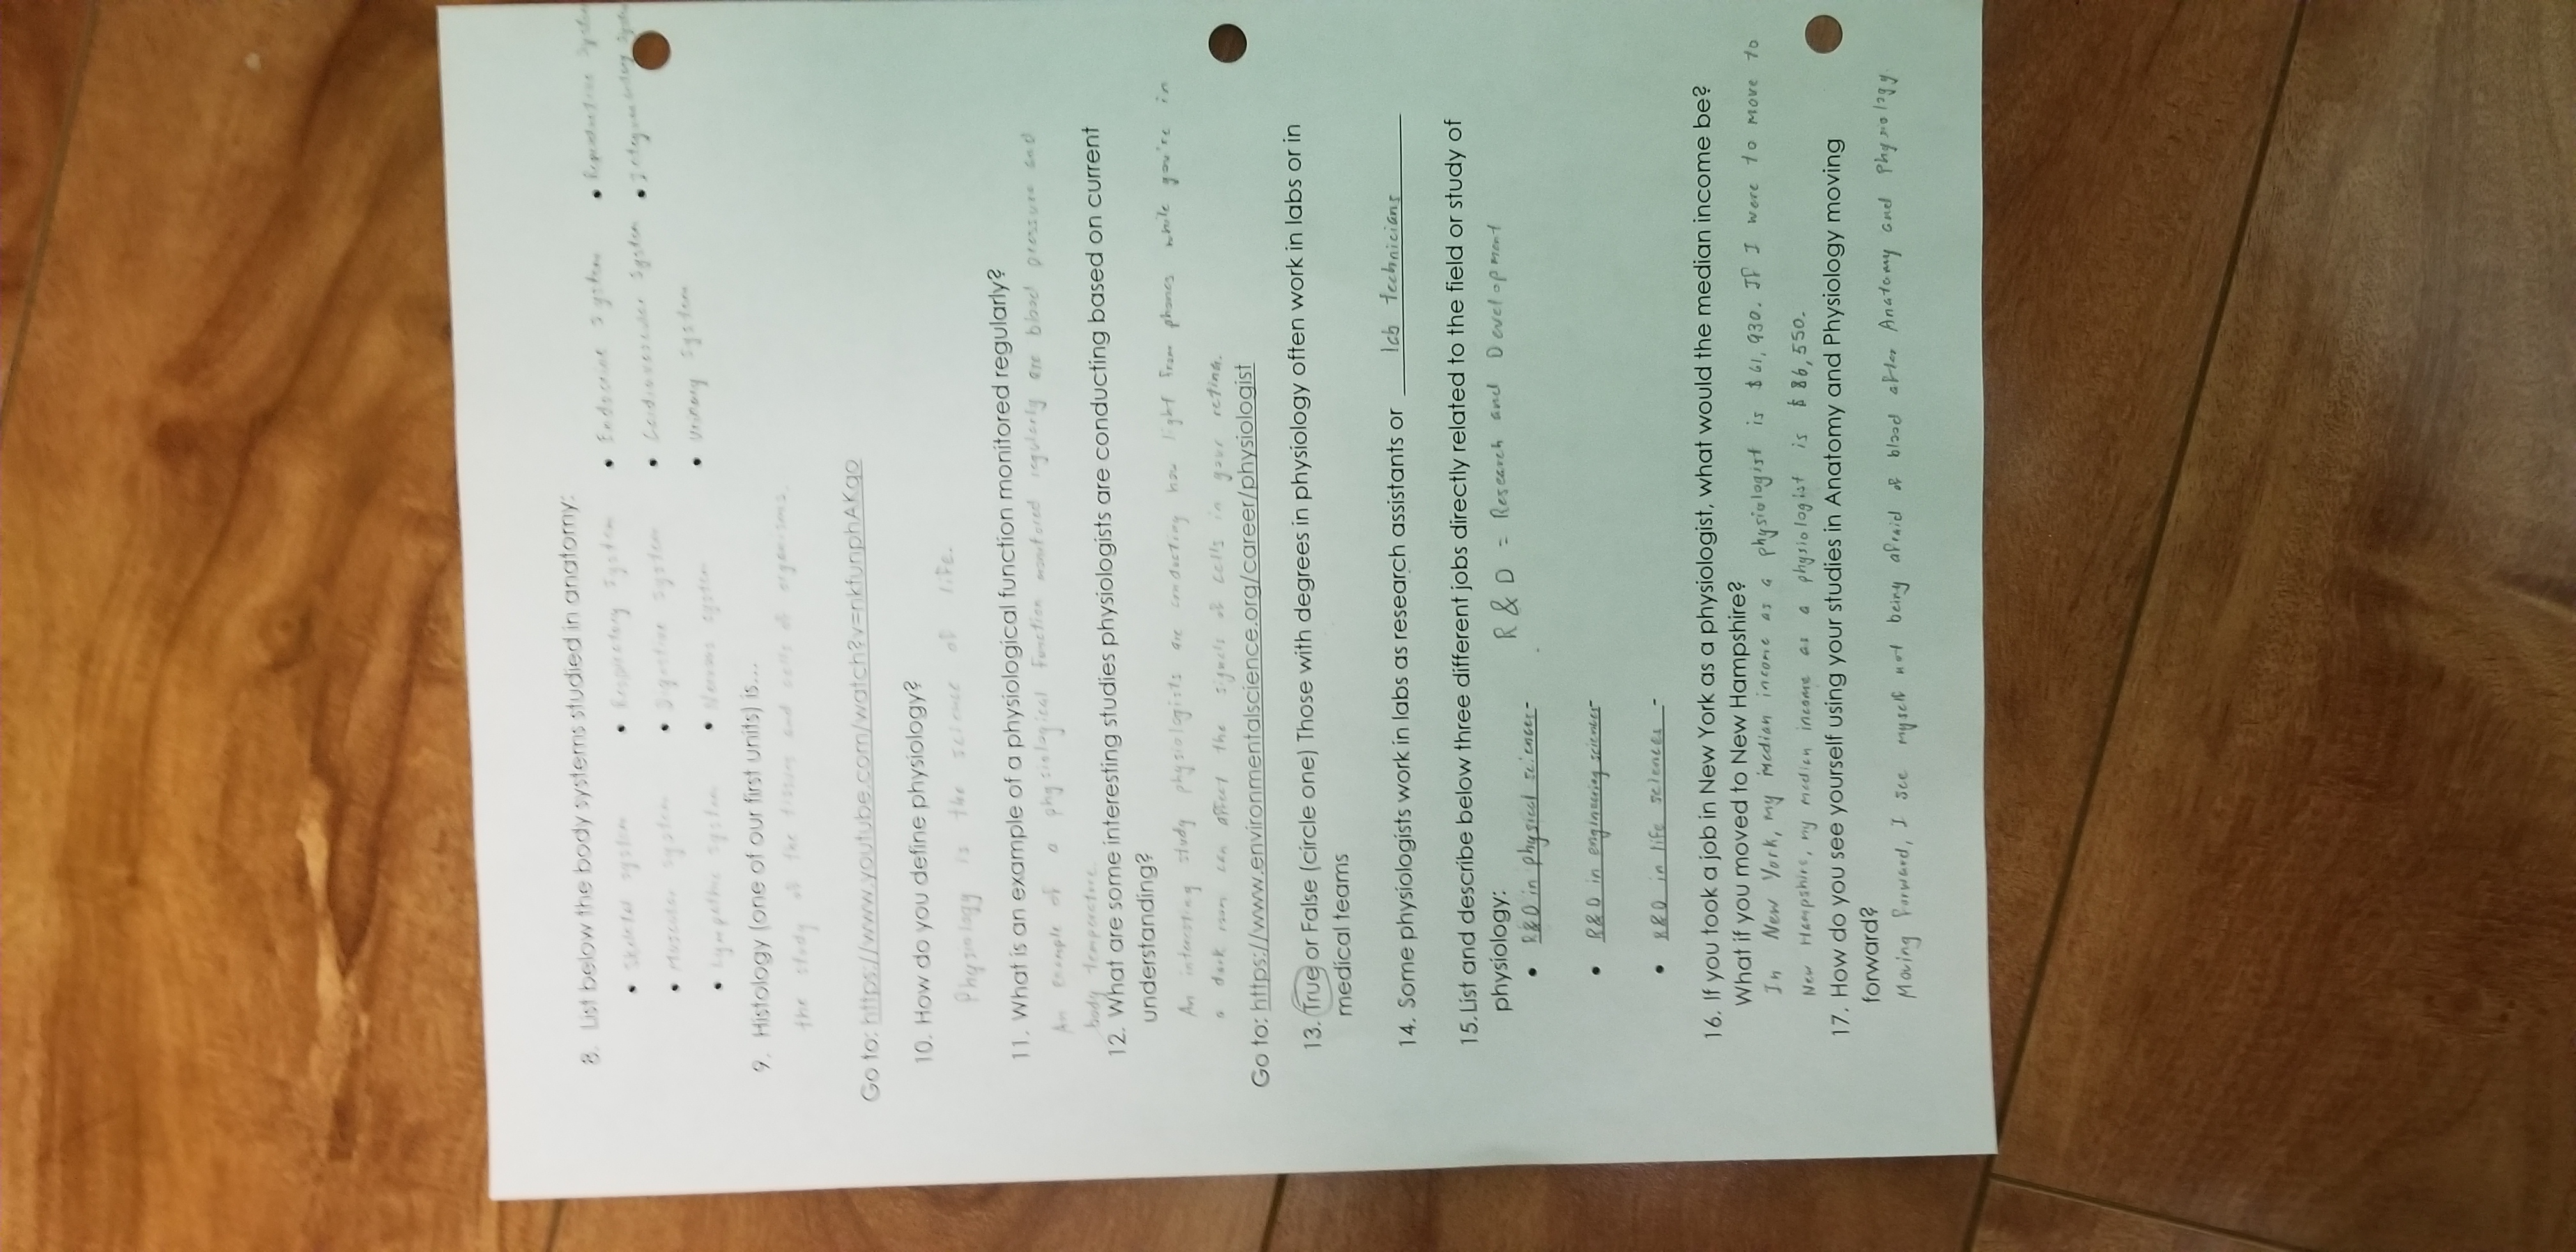 8. List below the body systems studied in anatomy:
• Skeletal system • Respiratory System • Endocrine System • Reproductive System
• Muscular system • Digestive System • Cardiovascular System • Integumentary System
• Lympathic system • Nervous system • Urinary System
9. Histology (one of our first units) is...
the study of the tissues and cells of organisms.
Go to: https://www.youtube.com/watch?v=nkfunphAKgo
10. How do you define physiology?
Physiology is the science of life.
11. What is an example of a physiological function monitored regularly?
An example of a physiological function monitored regularly are blood pressure and
body temperature.
12. What are some interesting studies physiologists are conducting based on current
understanding?
An interesting study physiologists are conducting how light from phones while you're in
a dark room can affect the signals of cells in your retina.
Go to: https://www.environmentalscience.org/career/physiologist
13. True or False (circle one) Those with degrees in physiology often work in labs or in
medical teams
14. Some physiologists work in labs as research assistants or lab technicians
15. List and describe below three different jobs directly related to the field or study of
physiology: R & D = Research and Development
• R&D in physical sciences-
• R&D in engineering sciences-
• R&D in life sciences -
16. If you took a job in New York as a physiologist, what would the median income be?
What if you moved to New Hampshire?
In New York, my median income as a physiologist is $61,930. If I were to move to
New Hampshire, my median income as a physiologist is $86,550.
17. How do you see yourself using your studies in Anatomy and Physiology moving
forward?
Moving forward, I see myself not being afraid of blood after Anatomy and Physiology.